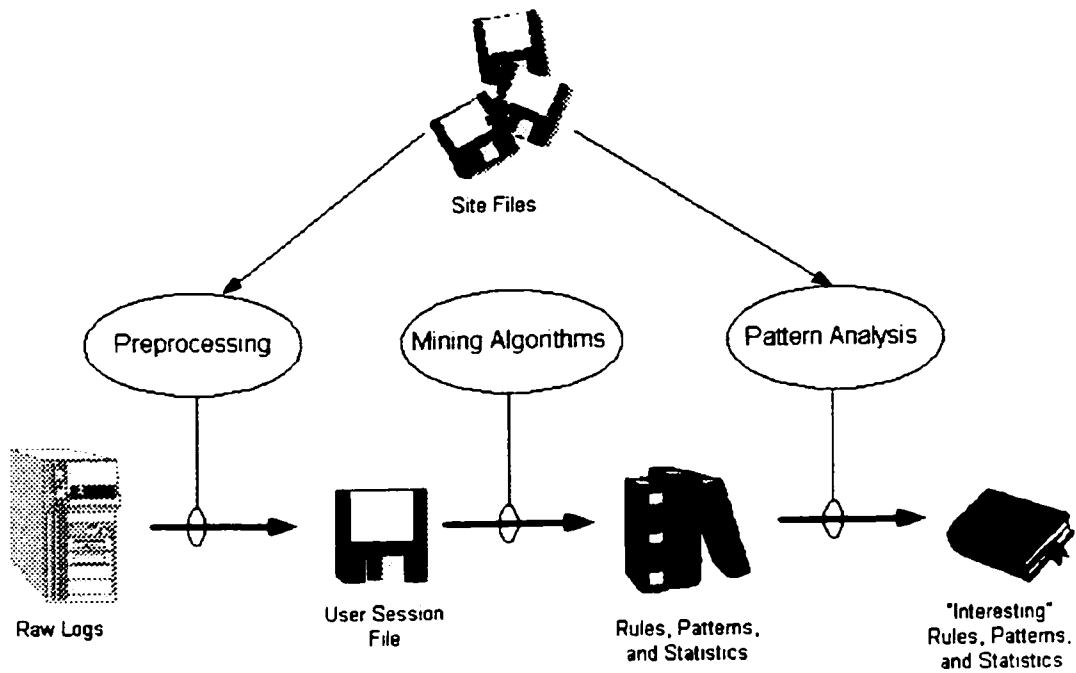 Site Files
Preprocessing
Mining Algorithms
Pattern Analysis
Raw Logs
User Session
File
Rules, Patterns,
and Statistics
"Interesting"
Rules, Patterns,
and Statistics